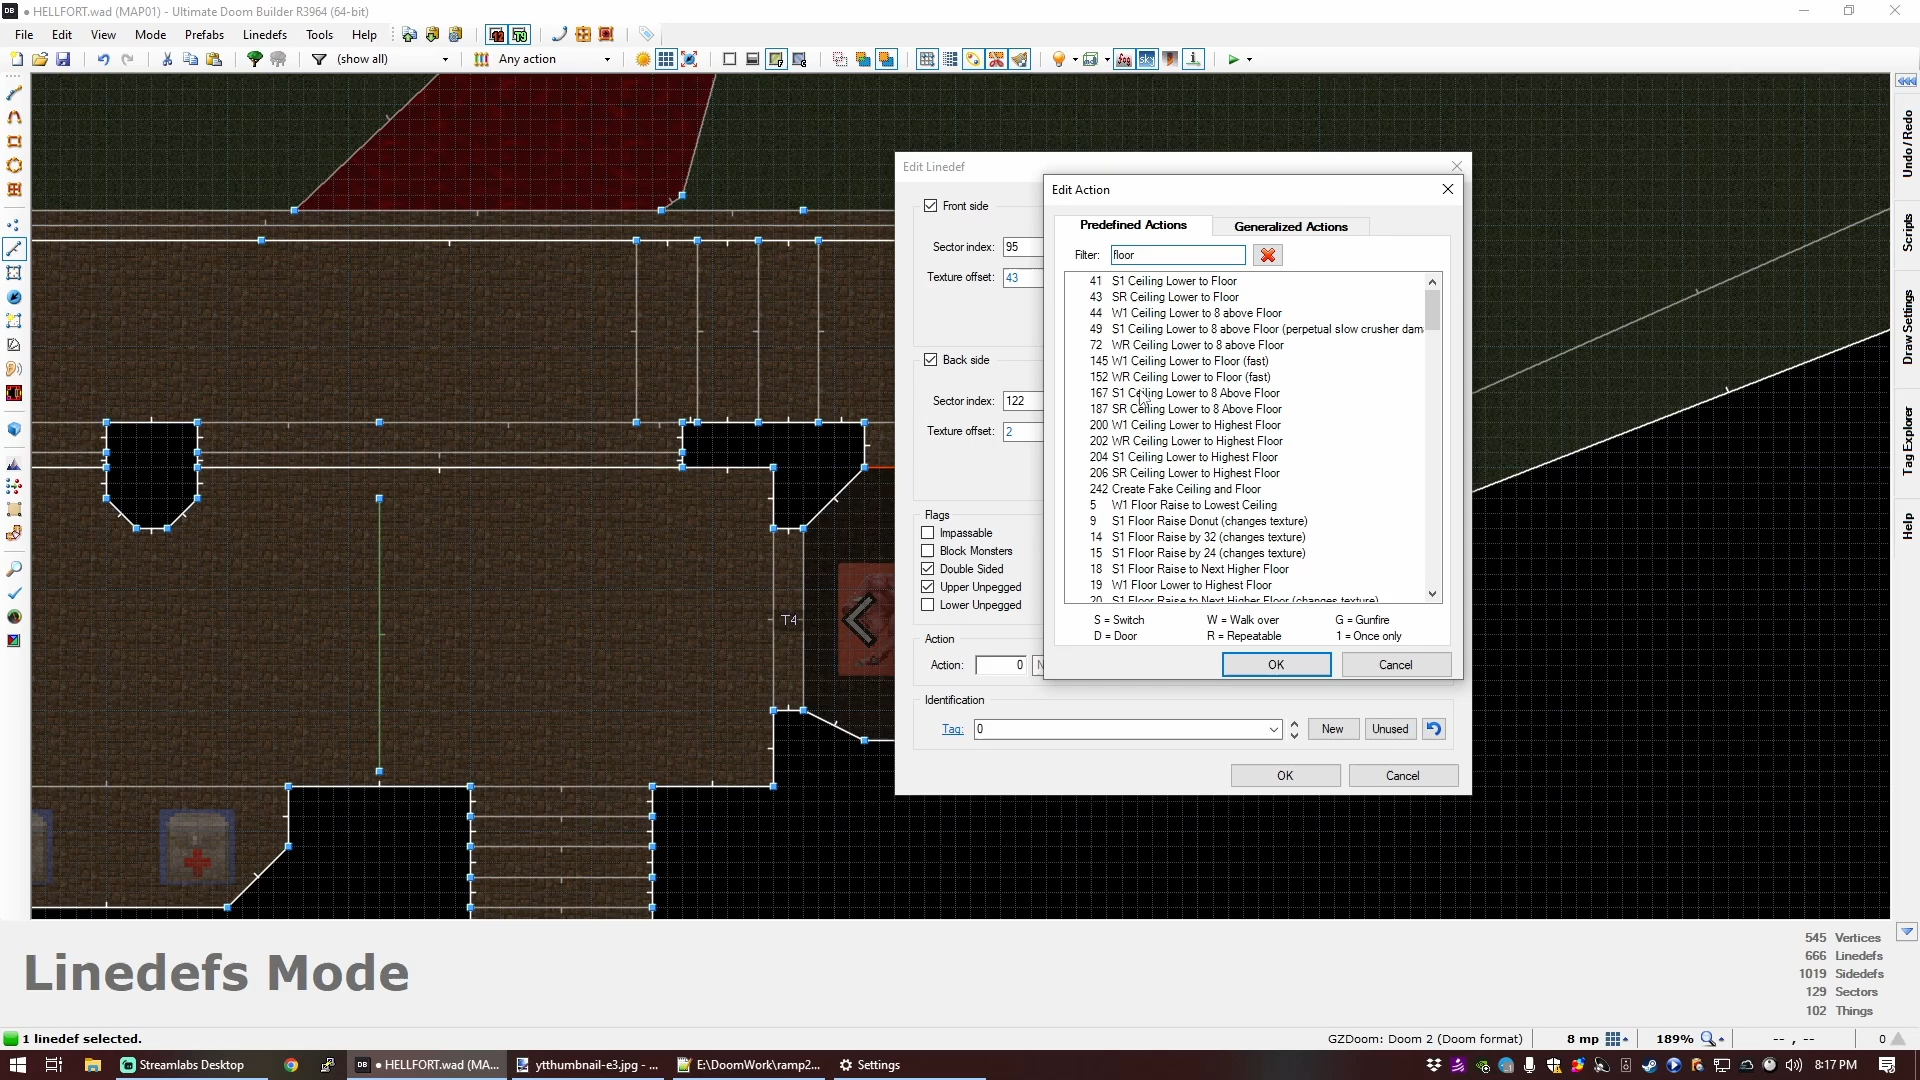 ● HELLFORT.wad (MAP01) - Ultimate Doom Builder R3964 (64-bit)
File Edit View Mode Prefabs Linedefs Tools Help
(show all) Any action
Edit Linedef
Front side
Sector index: 95
Texture offset: 43
Back side
Sector index: 122
Texture offset: 2
Flags
Impassable
Block Monsters
Double Sided
Upper Unpegged
Lower Unpegged
Action
Action: 0
Identification
Tag: 0 New Unused
OK Cancel
Edit Action
Predefined Actions Generalized Actions
Filter: floor
41 S1 Ceiling Lower to Floor
43 SR Ceiling Lower to Floor
44 W1 Ceiling Lower to 8 above Floor
49 S1 Ceiling Lower to 8 above Floor (perpetual slow crusher dam
72 WR Ceiling Lower to 8 above Floor
145 W1 Ceiling Lower to Floor (fast)
152 WR Ceiling Lower to Floor (fast)
167 S1 Ceiling Lower to 8 Above Floor
187 SR Ceiling Lower to 8 Above Floor
200 W1 Ceiling Lower to Highest Floor
202 WR Ceiling Lower to Highest Floor
204 S1 Ceiling Lower to Highest Floor
206 SR Ceiling Lower to Highest Floor
242 Create Fake Ceiling and Floor
5 W1 Floor Raise to Lowest Ceiling
9 S1 Floor Raise Donut (changes texture)
14 S1 Floor Raise by 32 (changes texture)
15 S1 Floor Raise by 24 (changes texture)
18 S1 Floor Raise to Next Higher Floor
19 W1 Floor Lower to Highest Floor
20 S1 Floor Raise to Next Higher Floor (changes texture)
S = Switch W = Walk over G = Gunfire
D = Door R = Repeatable 1 = Once only
OK Cancel
T4
Undo / Redo
Scripts
Draw Settings
Tag Explorer
Help
Linedefs Mode
545 Vertices
666 Linedefs
1019 Sidedefs
129 Sectors
102 Things
1 linedef selected.
GZDoom: Doom 2 (Doom format) 8 mp 189% -- , -- 0
Streamlabs Desktop
● HELLFORT.wad (MA...
ytthumbnail-e3.jpg - ...
E:\DoomWork\ramp2...
Settings
8:17 PM